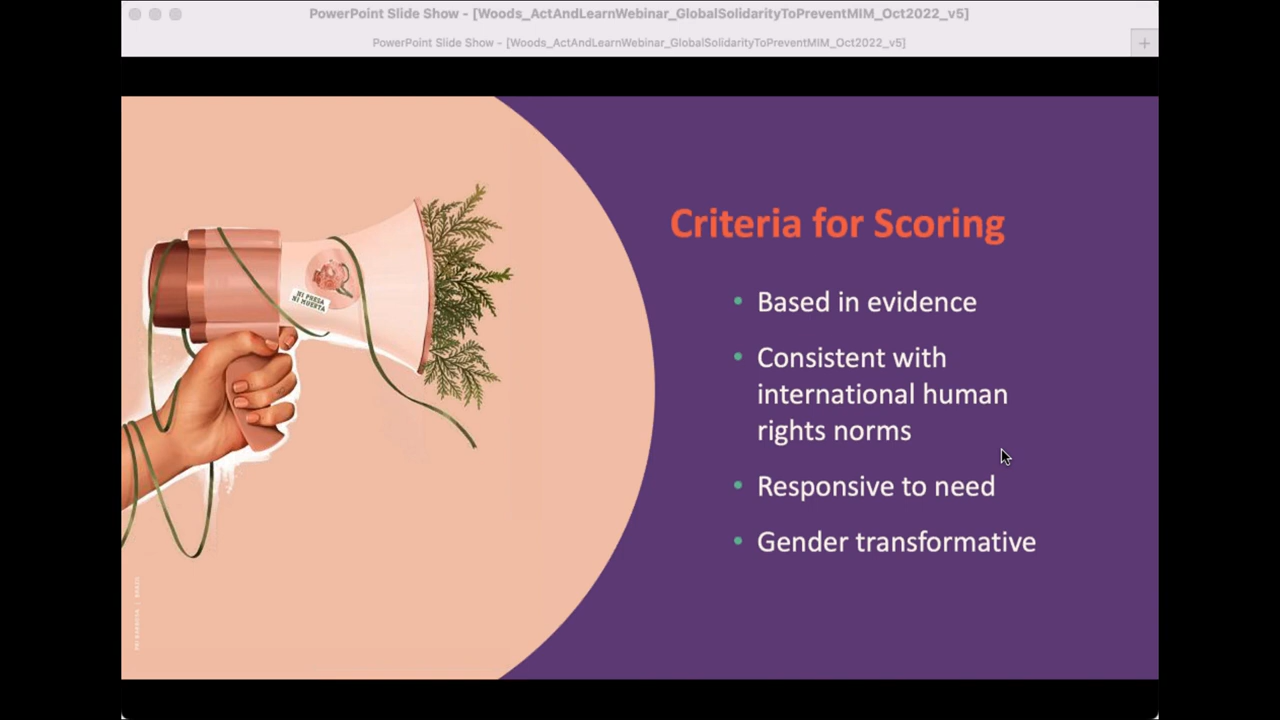 PowerPoint Slide Show - [Woods_ActAndLearnWebinar_GlobalSolidarityToPreventMIM_Oct2022_v5]
PowerPoint Slide Show - [Woods_ActAndLearnWebinar_GlobalSolidarityToPreventMIM_Oct2022_v5]
NI PRESA
NI MUERTA
Criteria for Scoring
• Based in evidence
• Consistent with
international human
rights norms
• Responsive to need
• Gender transformative